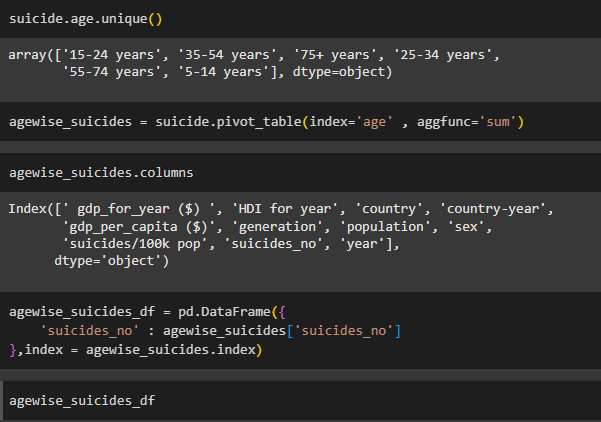 suicide.age.unique()
array(['15-24 years', '35-54 years', '75+ years', '25-34 years',
'55-74 years', '5-14 years'], dtype=object)
agewise_suicides = suicide.pivot_table(index='age' , aggfunc='sum')
agewise_suicides.columns
Index([' gdp_for_year ($) ', 'HDI for year', 'country', 'country-year',
'gdp_per_capita ($)', 'generation', 'population', 'sex',
'suicides/100k pop', 'suicides_no', 'year'],
dtype='object')
agewise_suicides_df = pd.DataFrame({
'suicides_no' : agewise_suicides['suicides_no']
},index = agewise_suicides.index)
agewise_suicides_df